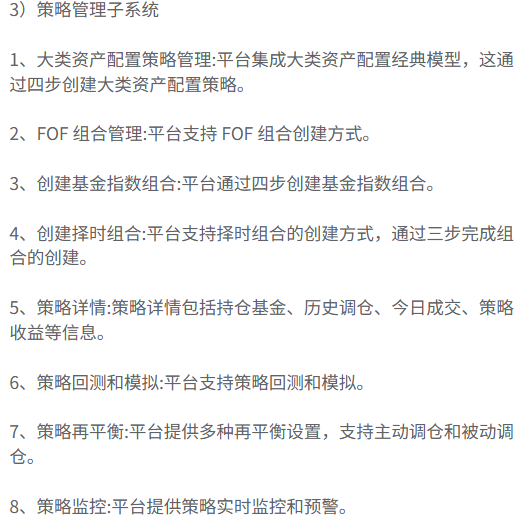 3）策略管理子系统
1、大类资产配置策略管理:平台集成大类资产配置经典模型，这通
过四步创建大类资产配置策略。
2、FOF 组合管理:平台支持 FOF 组合创建方式。
3、创建基金指数组合:平台通过四步创建基金指数组合。
4、创建择时组合:平台支持择时组合的创建方式，通过三步完成组
合的创建。
5、策略详情:策略详情包括持仓基金、历史调仓、今日成交、策略
收益等信息。
6、策略回测和模拟:平台支持策略回测和模拟。
7、策略再平衡:平台提供多种再平衡设置，支持主动调仓和被动调
仓。
8、策略监控:平台提供策略实时监控和预警。